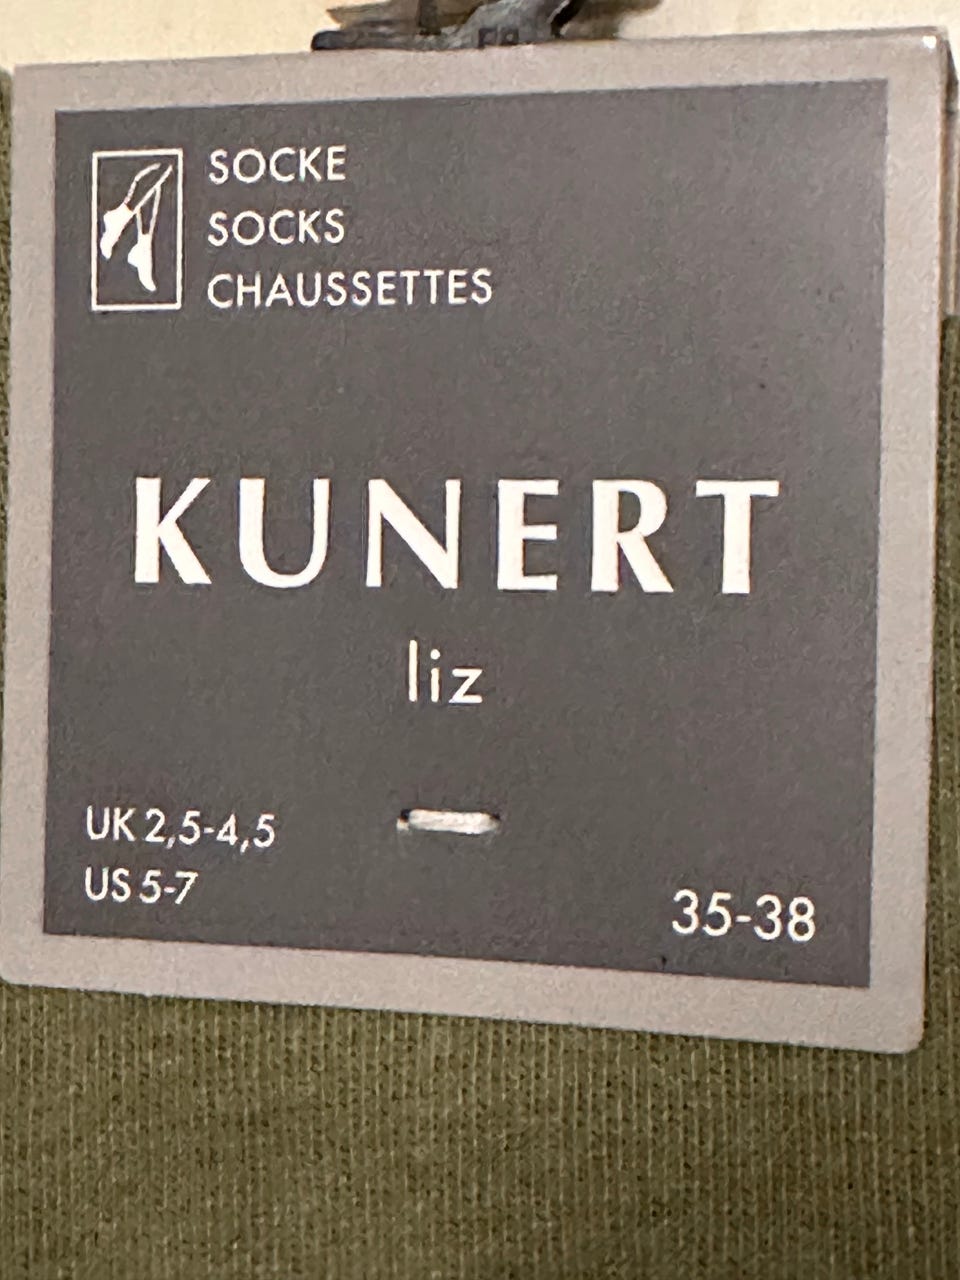 SOCKE
SOCKS
CHAUSSETTES
KUNERT
liz
UK 2,5-4,5
US 5-7
35-38